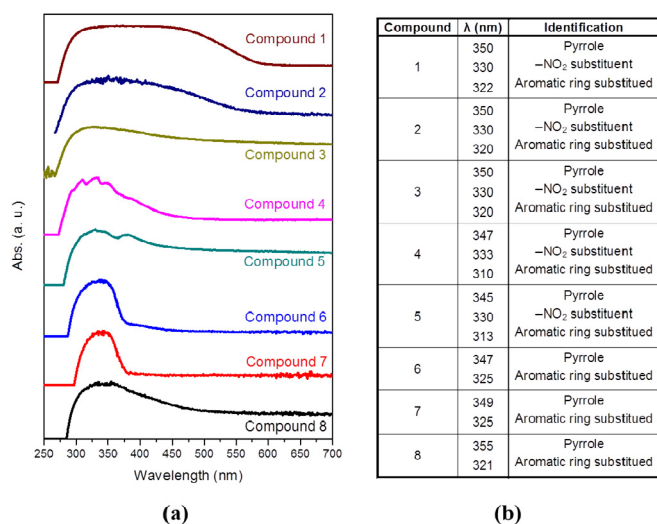 Compound 1
Compound 2
Compound 3
Compound 4
Compound 5
Compound 6
Compound 7
Compound 8
Abs. (a. u.)
250 300 350 400 450 500 550 600 650 700
Wavelength (nm)
(a)
Compound λ (nm) Identification
1
350 Pyrrole
330 –NO₂ substituent
322 Aromatic ring substitued
2
350 Pyrrole
330 –NO₂ substituent
320 Aromatic ring substitued
3
350 Pyrrole
330 –NO₂ substituent
320 Aromatic ring substitued
4
347 Pyrrole
333 –NO₂ substituent
310 Aromatic ring substitued
5
345 Pyrrole
330 –NO₂ substituent
313 Aromatic ring substitued
6
347 Pyrrole
325 Aromatic ring substitued
7
349 Pyrrole
325 Aromatic ring substitued
8
355 Pyrrole
321 Aromatic ring substitued
(b)